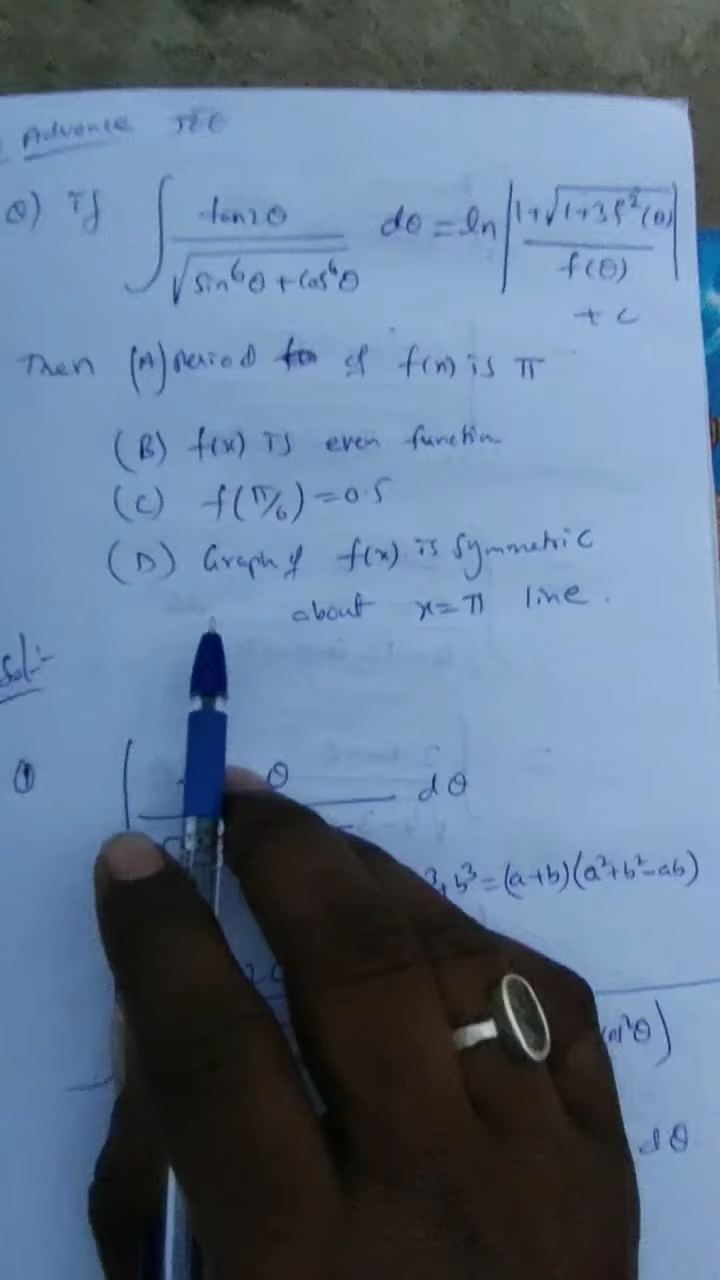 Advance JEE
Q) If ∫ tan2θ / √(sin⁶θ + cos⁶θ) dθ = ln | (1+√(1+3f²(θ))) / f(θ) |
+ c
Then (A) period of f(x) is π
(B) f(x) is even function
(C) f(π/6) = 0.5
(D) Graph of f(x) is symmetric
about x=π line.
Sol:-
① θ dθ
b³=(a+b)(a²+b²-ab)
θ)
dθ